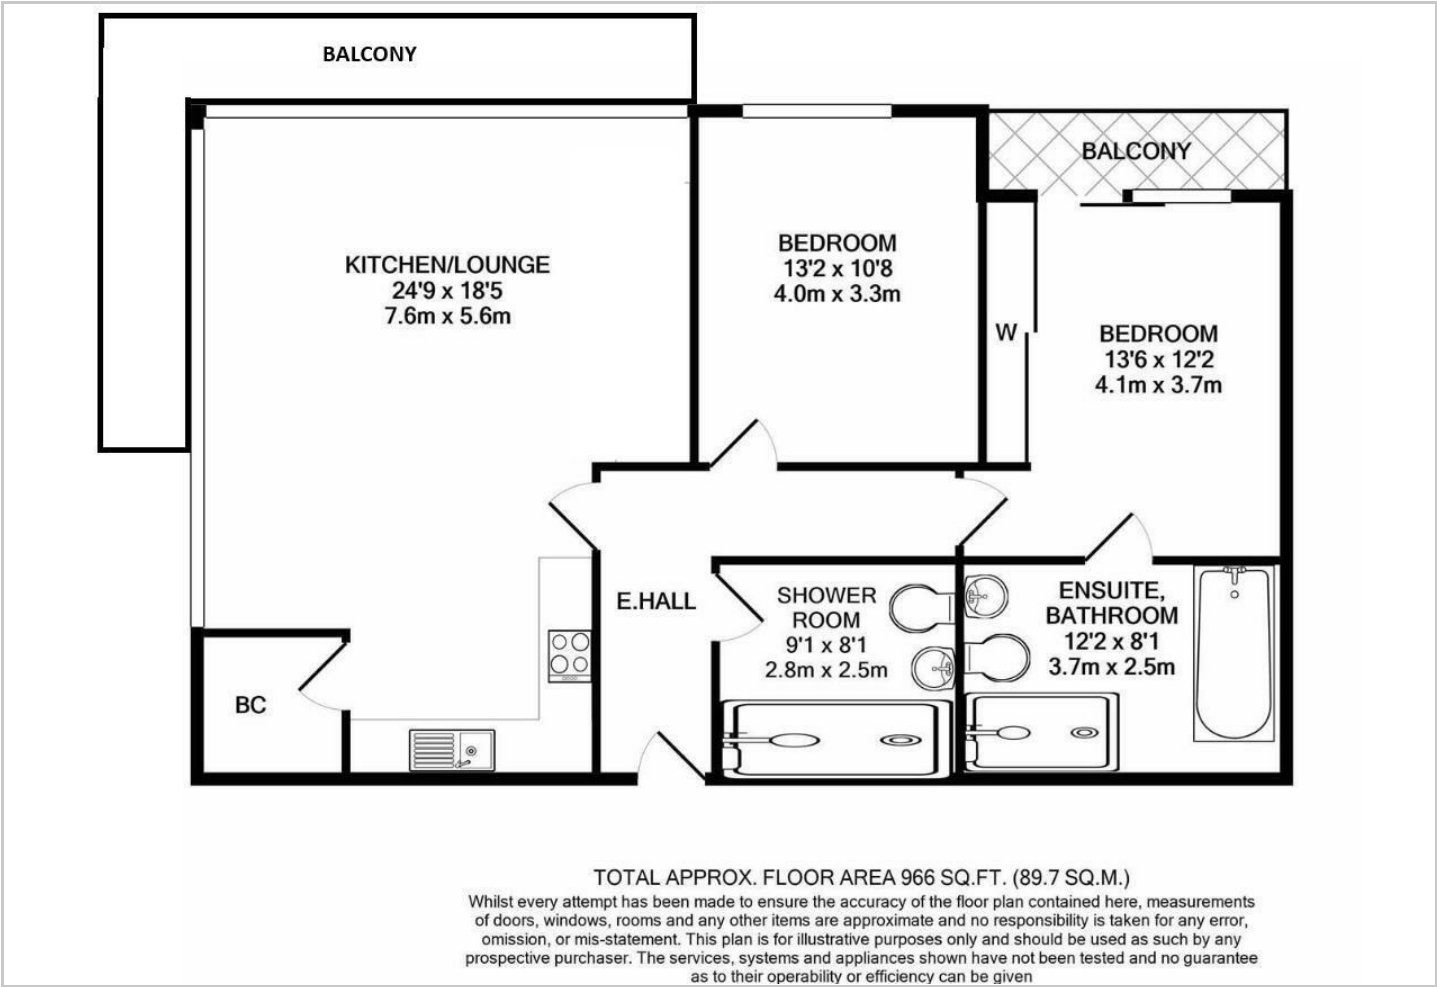 BALCONY
BALCONY
KITCHEN/LOUNGE
24'9 x 18'5
7.6m x 5.6m
BEDROOM
13'2 x 10'8
4.0m x 3.3m
W
BEDROOM
13'6 x 12'2
4.1m x 3.7m
E.HALL
SHOWER
ROOM
9'1 x 8'1
2.8m x 2.5m
ENSUITE,
BATHROOM
12'2 x 8'1
3.7m x 2.5m
BC
TOTAL APPROX. FLOOR AREA 966 SQ.FT. (89.7 SQ.M.)
Whilst every attempt has been made to ensure the accuracy of the floor plan contained here, measurements
of doors, windows, rooms and any other items are approximate and no responsibility is taken for any error,
omission, or mis-statement. This plan is for illustrative purposes only and should be used as such by any
prospective purchaser. The services, systems and appliances shown have not been tested and no guarantee
as to their operability or efficiency can be given